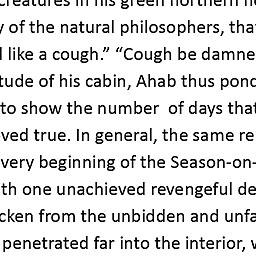 creatures in his green northern
y of the natural philosophers, tha
l like a cough.” “Cough be damne
tude of his cabin, Ahab thus pond
to show the number  of days that
ved true. In general, the same re
very beginning of the Season-on-
th one unachieved revengeful de
cken from the unbidden and unfa
penetrated far into the interior,